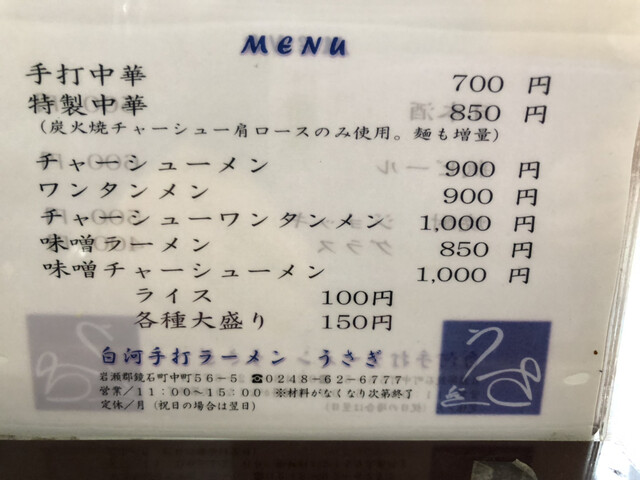 MENU
手打中華 700 円
特製中華 850 円
（炭火焼チャーシュー肩ロースのみ使用。麺も増量）
チャーシューメン 900 円
ワンタンメン 900 円
チャーシューワンタンメン 1,000 円
味噌ラーメン 850 円
味噌チャーシューメン 1,000 円
ライス 100円
各種大盛り 150円
白河手打ラーメン・うさぎ
岩瀬郡鏡石町中町56-5 ☎0248-62-6777
営業/11:00~15:00 ※材料がなくなり次第終了
定休/月（祝日の場合は翌日）